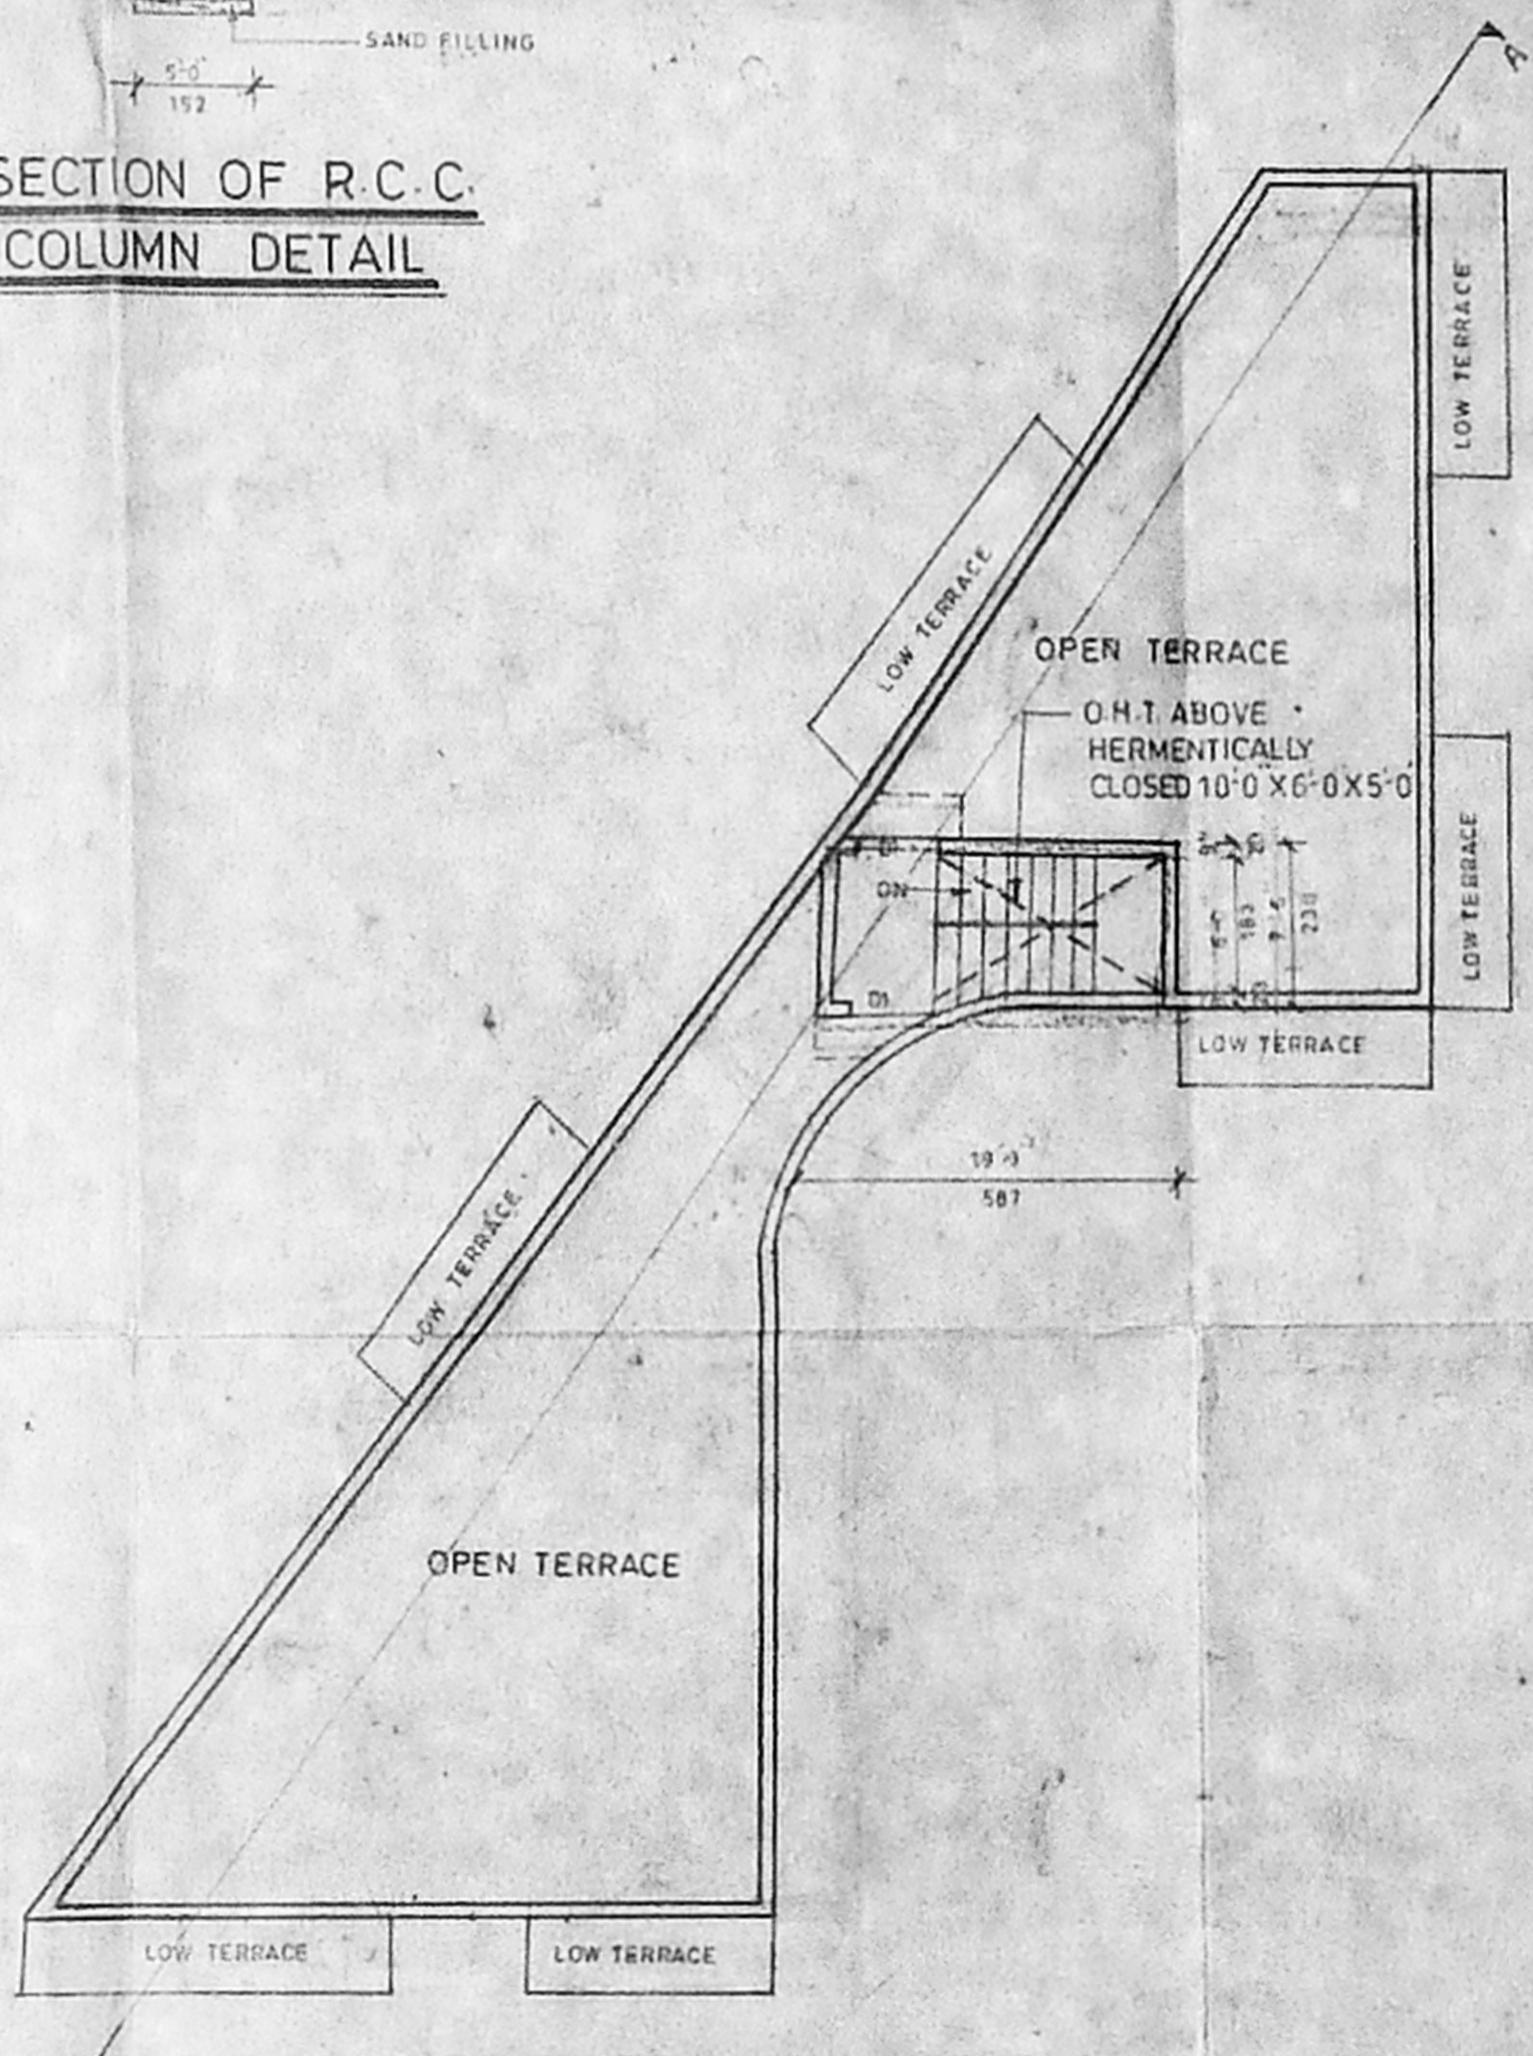 SAND FILLING
5'-0"
152
SECTION OF R.C.C.
COLUMN DETAIL
A
LOW TERRACE
LOW TERRACE
OPEN TERRACE
O.H.T. ABOVE
HERMENTICALLY
CLOSED 10'-0"X6'-0X5'-0"
LOW TERRACE
DN
D1
183
LOW TERRACE
587
LOW TERRACE
OPEN TERRACE
LOW TERRACE
LOW TERRACE